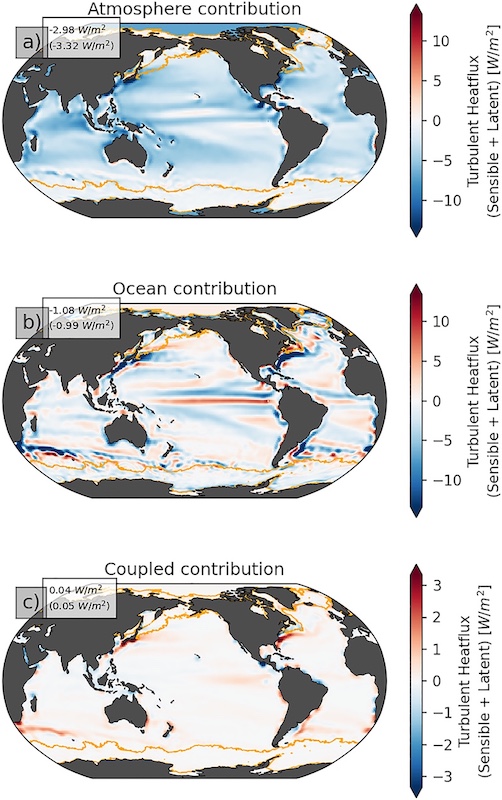 Atmosphere contribution
a)
-2.98 W/m²
(-3.32 W/m²)
10
5
0
−5
−10
Turbulent Heatflux
(Sensible + Latent) [W/m²]
Ocean contribution
b)
-1.08 W/m²
(-0.99 W/m²)
10
5
0
−5
−10
Turbulent Heatflux
(Sensible + Latent) [W/m²]
Coupled contribution
c)
0.04 W/m²
(0.05 W/m²)
3
2
1
0
−1
−2
−3
Turbulent Heatflux
(Sensible + Latent) [W/m²]